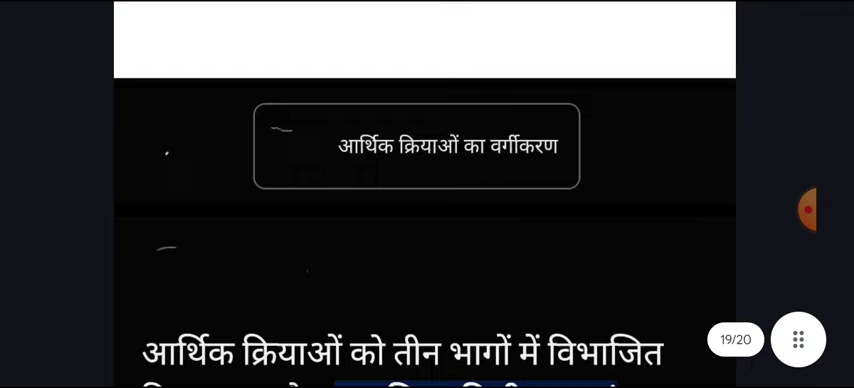 आर्थिक क्रियाओं का वर्गीकरण
आर्थिक क्रियाओं को तीन भागों में विभाजित
19/20